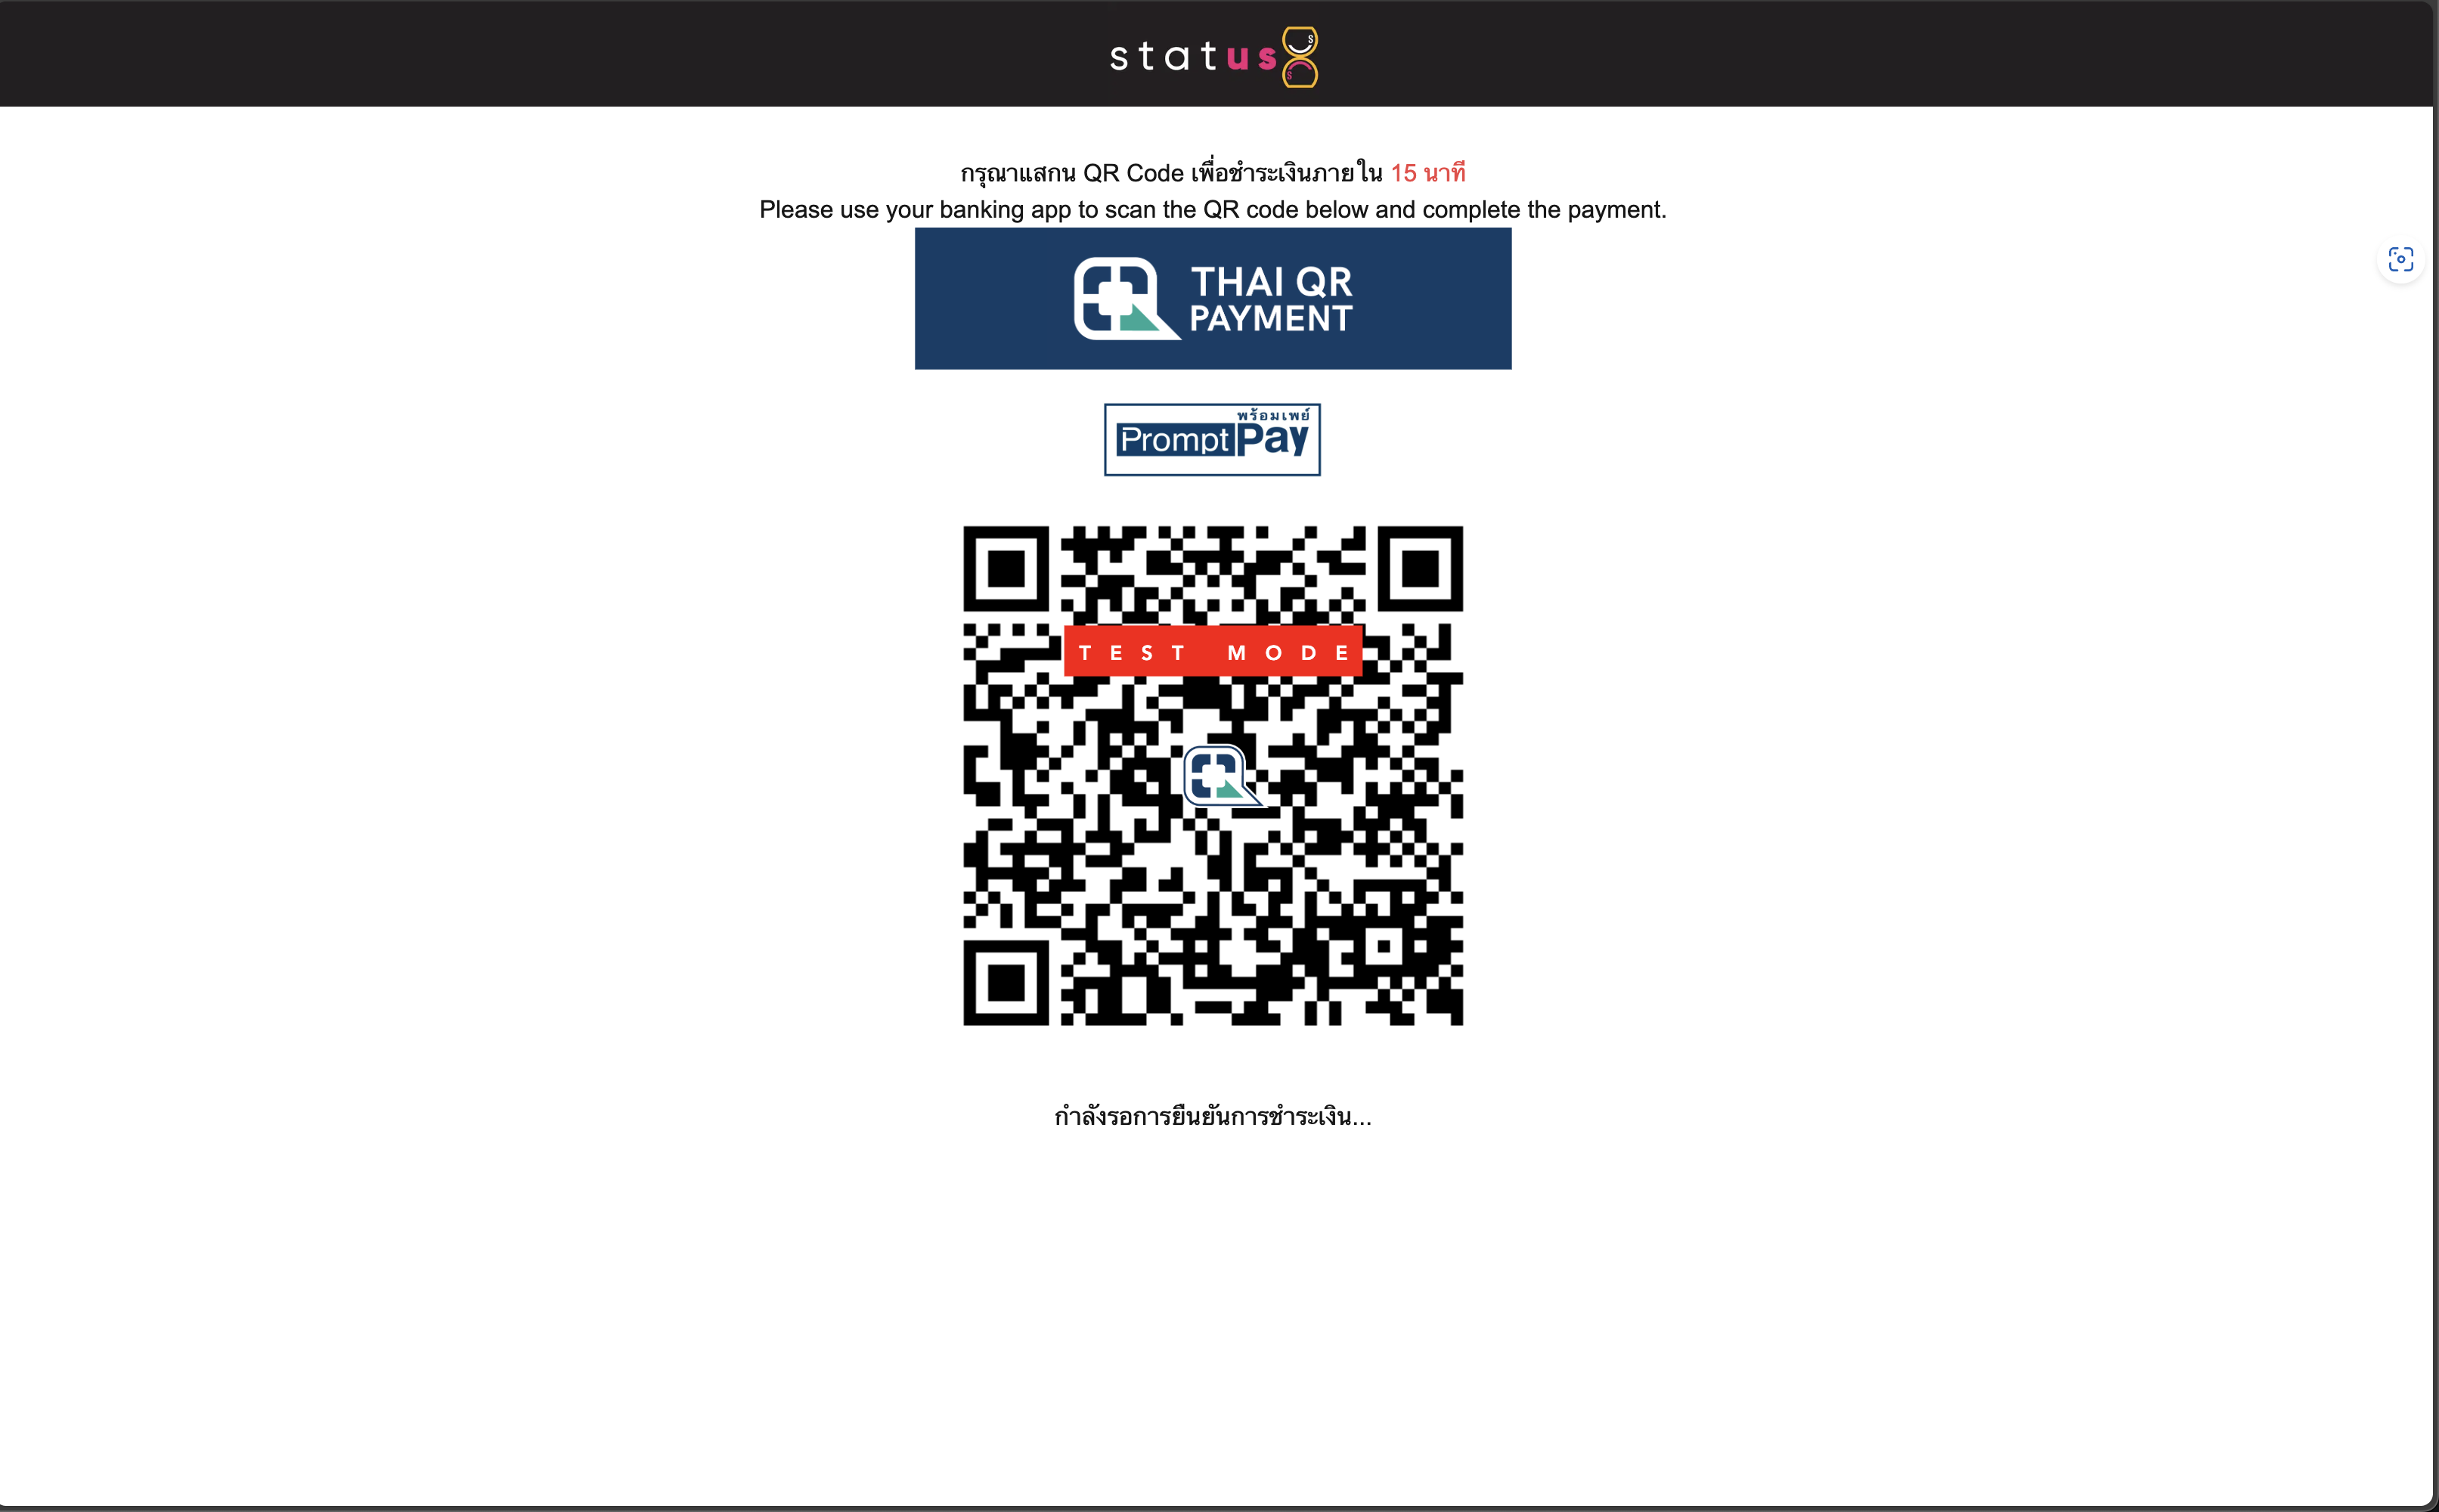 status
กรุณาแสกน QR Code เพื่อชำระเงินภายใน 15 นาที
Please use your banking app to scan the QR code below and complete the payment.
THAI QR
PAYMENT
พร้อมเพย์
Prompt Pay
TEST MODE
กำลังรอการยืนยันการชำระเงิน...